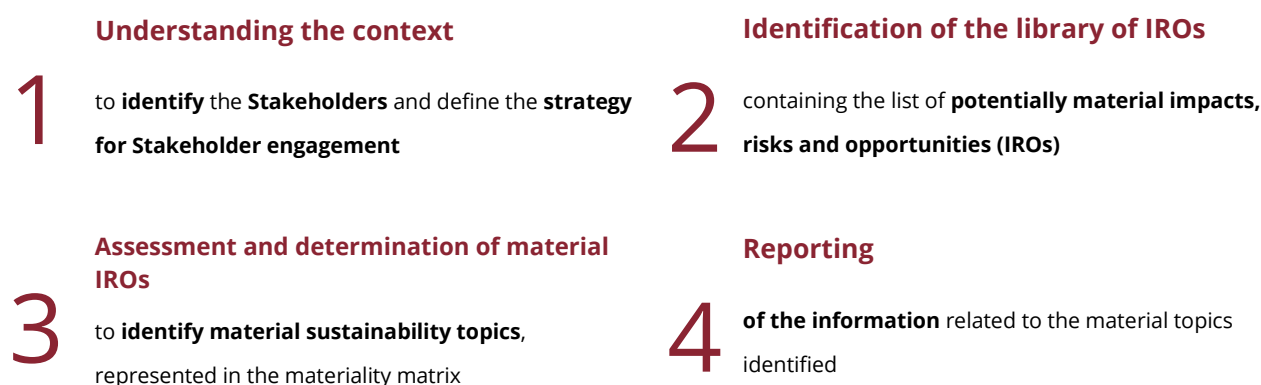 Understanding the context
1
to identify the Stakeholders and define the strategy
for Stakeholder engagement
Identification of the library of IROs
2
containing the list of potentially material impacts,
risks and opportunities (IROs)
Assessment and determination of material
IROs
3
to identify material sustainability topics,
represented in the materiality matrix
Reporting
4
of the information related to the material topics
identified